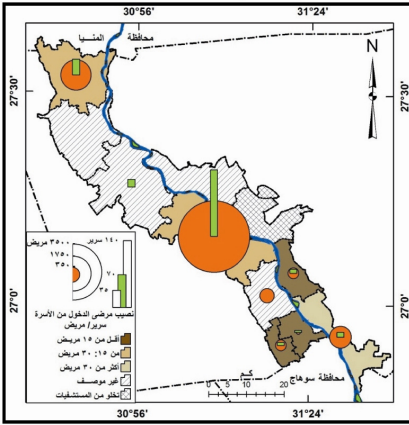 30°56 31°24
محافظة المنيا
N
27°30 27°30
٣٥٠٠ مريض ١٤٠ سرير
١٧٥٠
٣٥٠ ٧٠
٣٥
نصيب مرضى الدخول من الأسرة
سرير/ مريض
أقل من ١٥ مريض
من ١٥: ٣٠ مريض
أكثر من ٣٠ مريض
غير موصف
تخلو من المستشفيات
27°0 27°0
كم
0 5 10 20
محافظة سوهاج
30°56 31°24